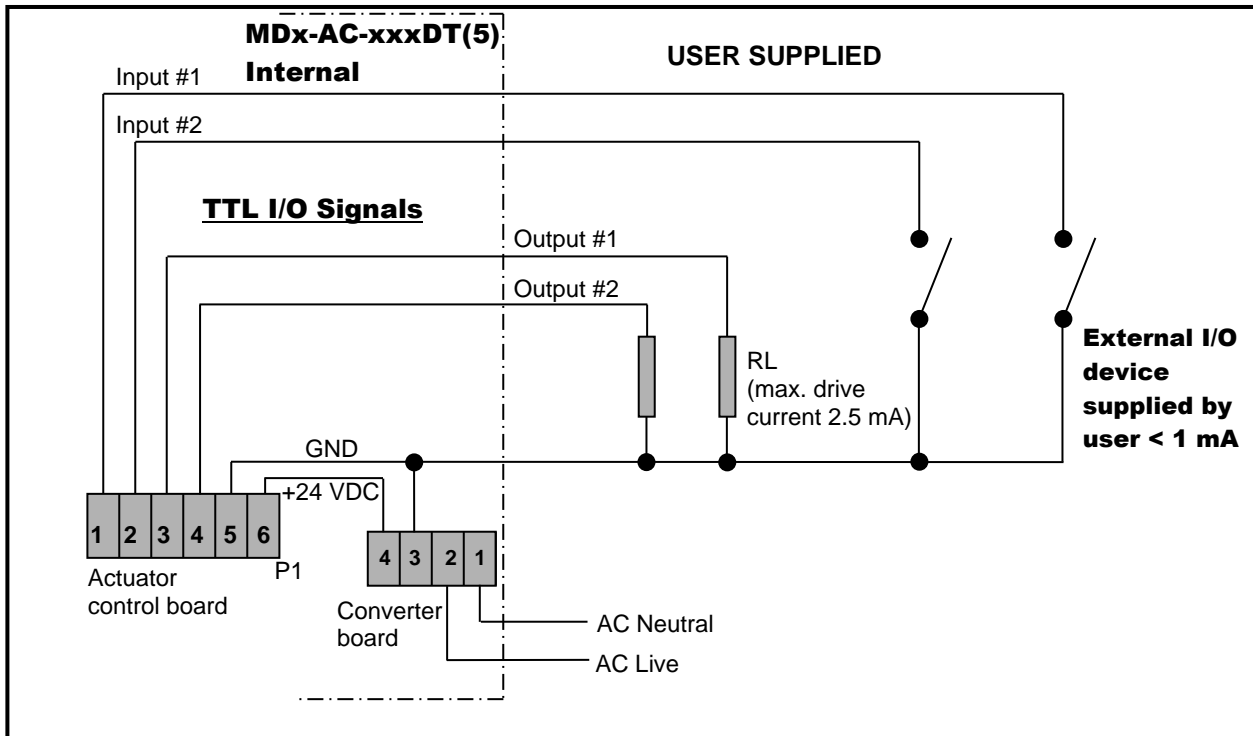 MDx-AC-xxxDT(5)
Internal
USER SUPPLIED
Input #1
Input #2
TTL I/O Signals
Output #1
Output #2
RL
(max. drive
current 2.5 mA)
External I/O
device
supplied by
user < 1 mA
GND
+24 VDC
1 2 3 4 5 6
P1
Actuator
control board
4 3 2 1
Converter
board
AC Neutral
AC Live